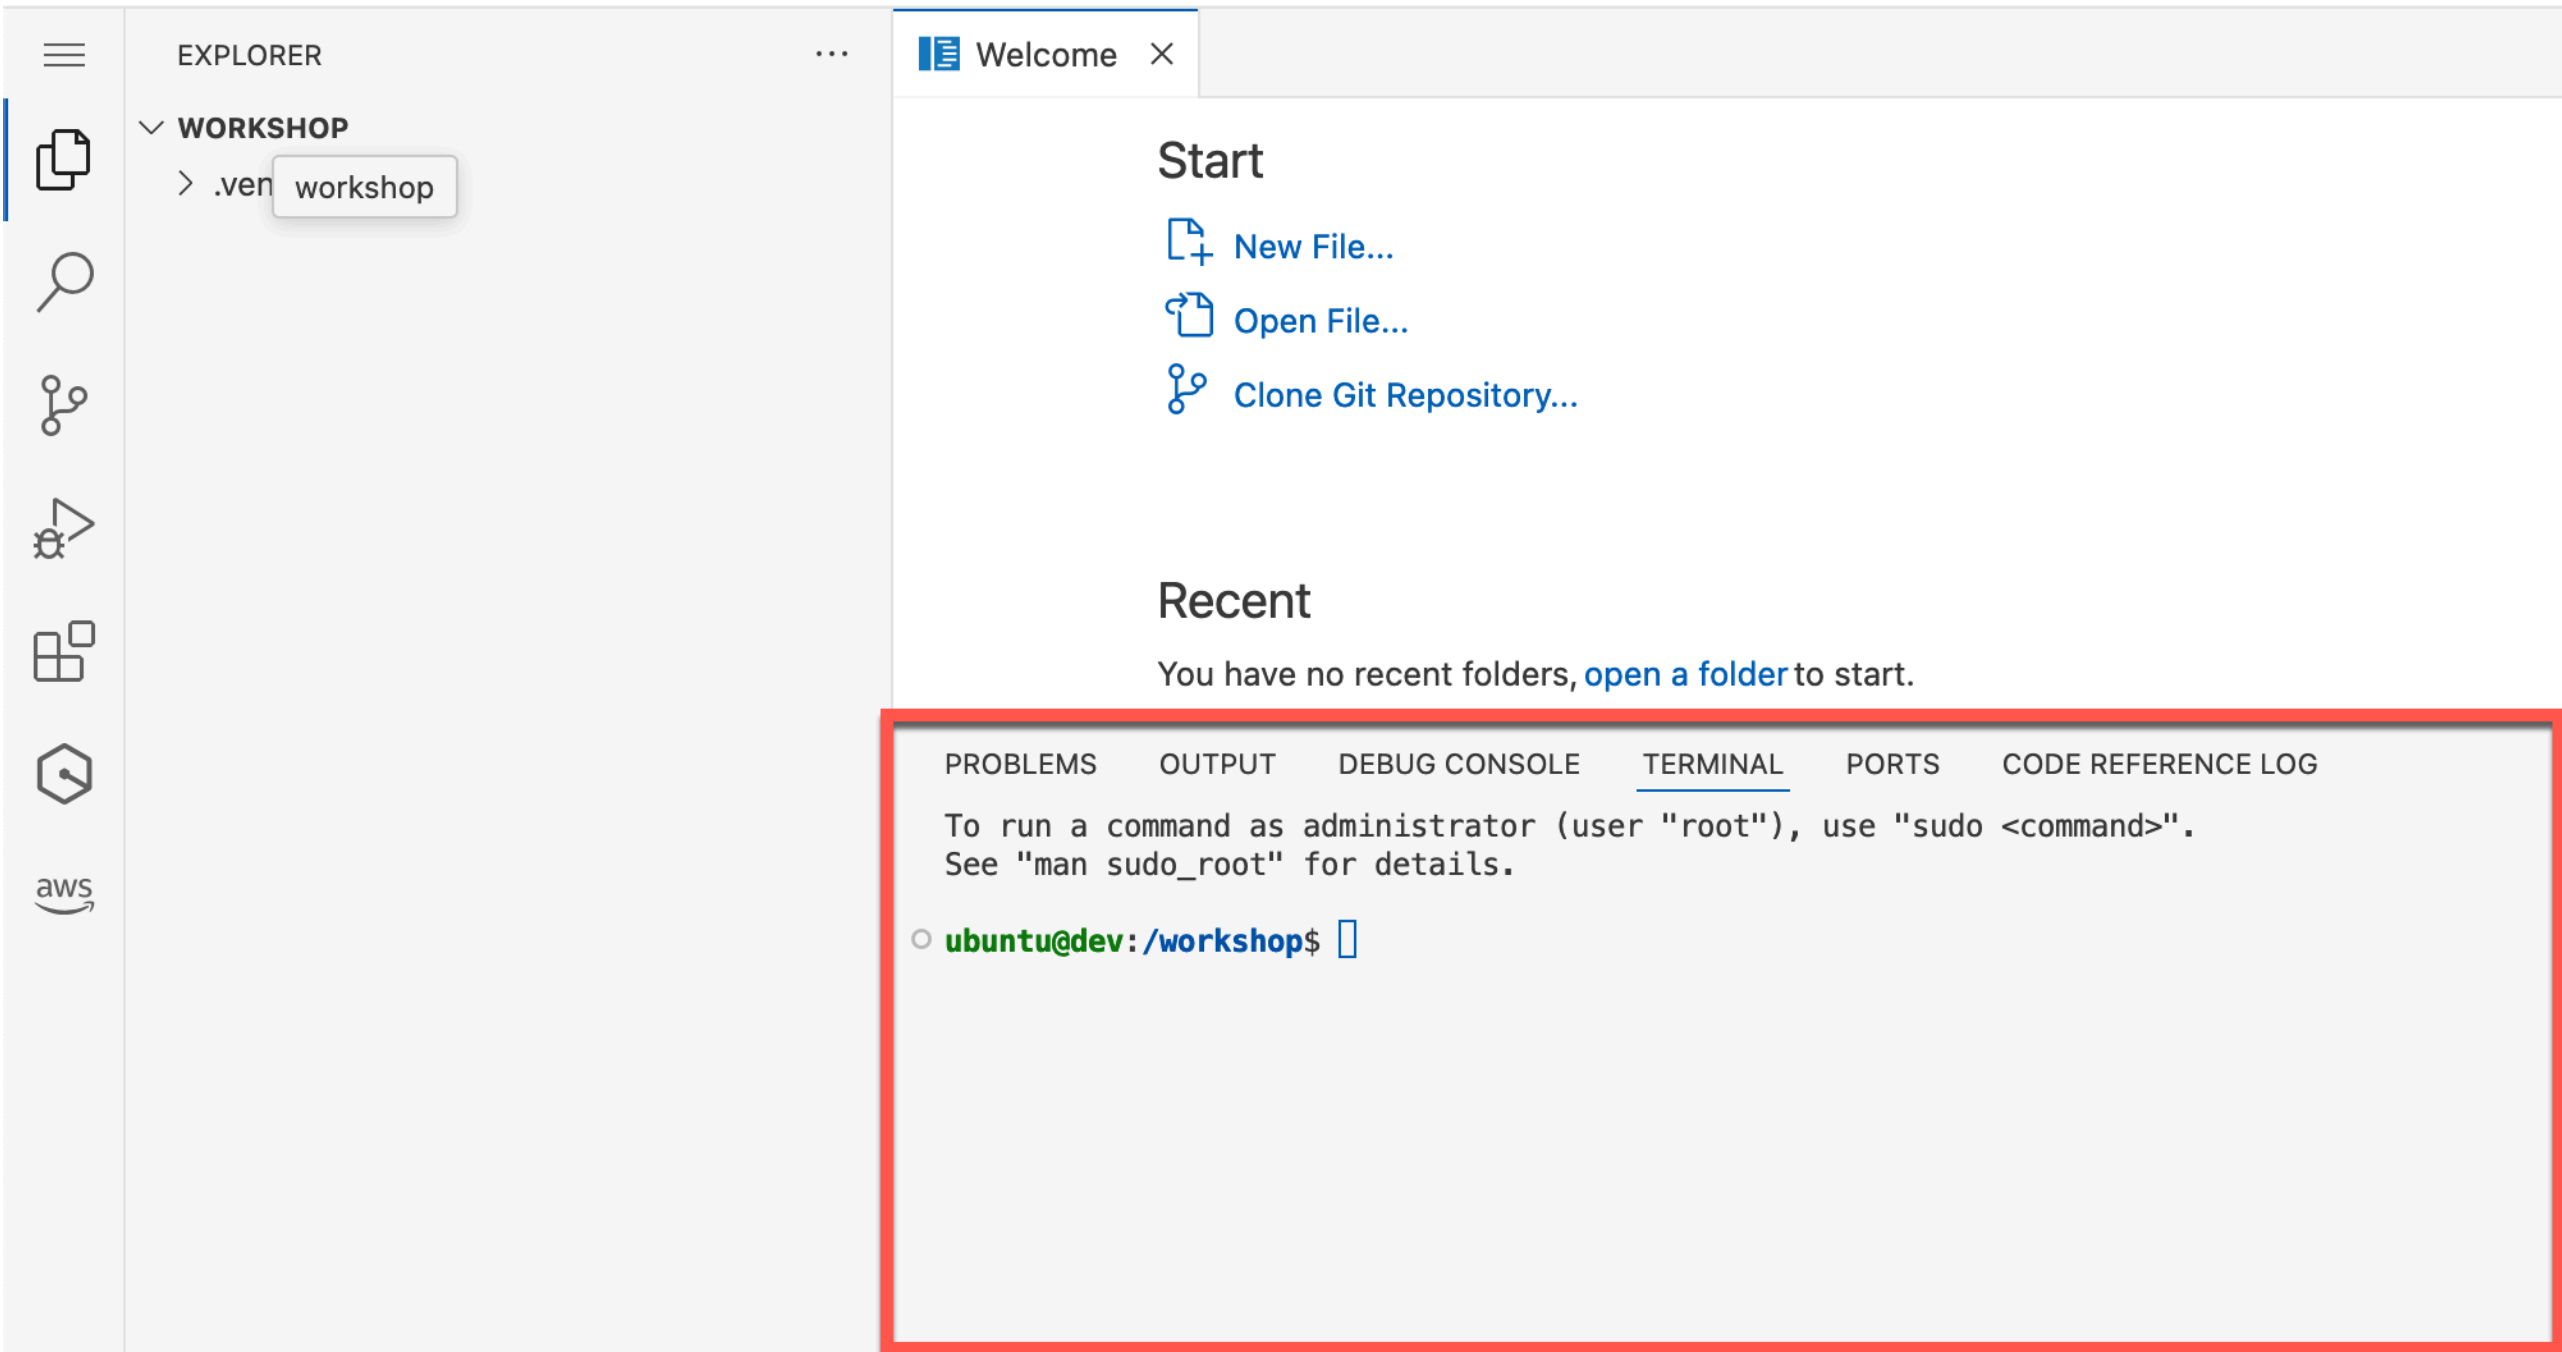 EXPLORER
WORKSHOP
.ven
workshop
aws
Welcome
Start
New File...
Open File...
Clone Git Repository...
Recent
You have no recent folders, open a folder to start.
PROBLEMS OUTPUT DEBUG CONSOLE TERMINAL PORTS CODE REFERENCE LOG
To run a command as administrator (user "root"), use "sudo <command>".
See "man sudo_root" for details.
ubuntu@dev:/workshop$